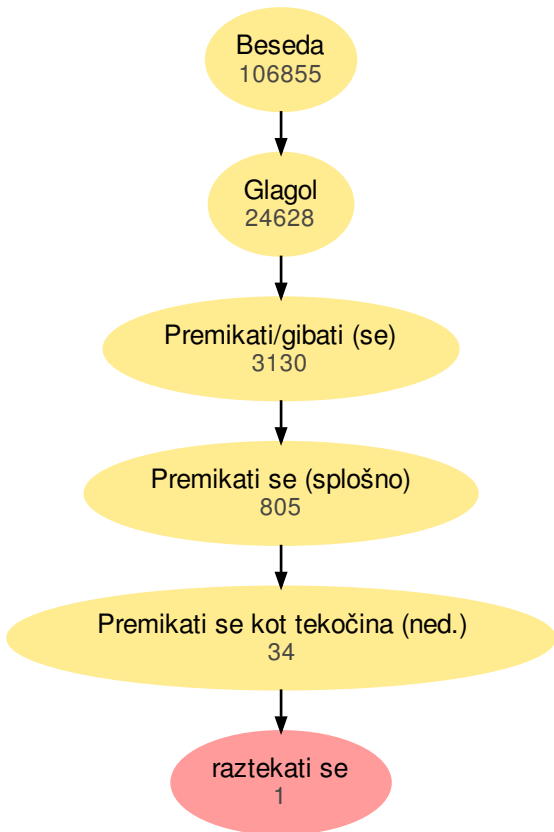 Beseda
106855
Glagol
24628
Premikati/gibati (se)
3130
Premikati se (splošno)
805
Premikati se kot tekočina (ned.)
34
raztekati se
1